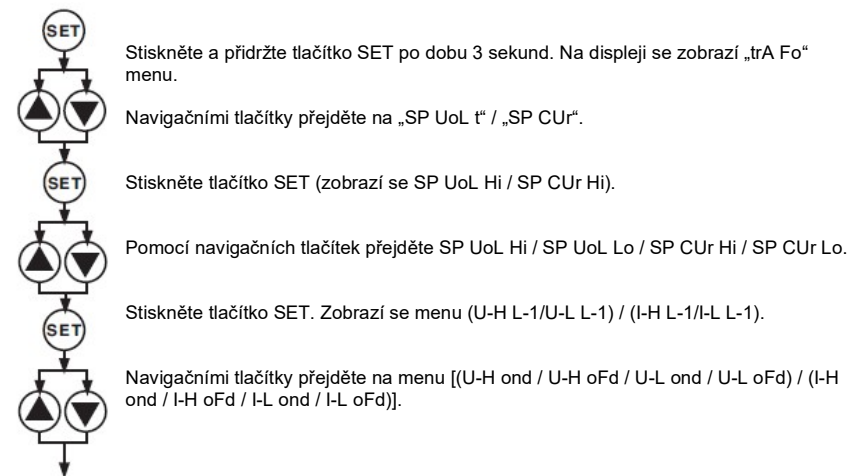 SET
Stiskněte a přidržte tlačítko SET po dobu 3 sekund. Na displeji se zobrazí „trA Fo“
menu.
Navigačními tlačítky přejděte na „SP UoL t“ / „SP CUr“.
SET
Stiskněte tlačítko SET (zobrazí se SP UoL Hi / SP CUr Hi).
Pomocí navigačních tlačítek přejděte SP UoL Hi / SP UoL Lo / SP CUr Hi / SP CUr Lo.
SET
Stiskněte tlačítko SET. Zobrazí se menu (U-H L-1/U-L L-1) / (I-H L-1/I-L L-1).
Navigačními tlačítky přejděte na menu [(U-H ond / U-H oFd / U-L ond / U-L oFd) / (I-H
ond / I-H oFd / I-L ond / I-L oFd)].